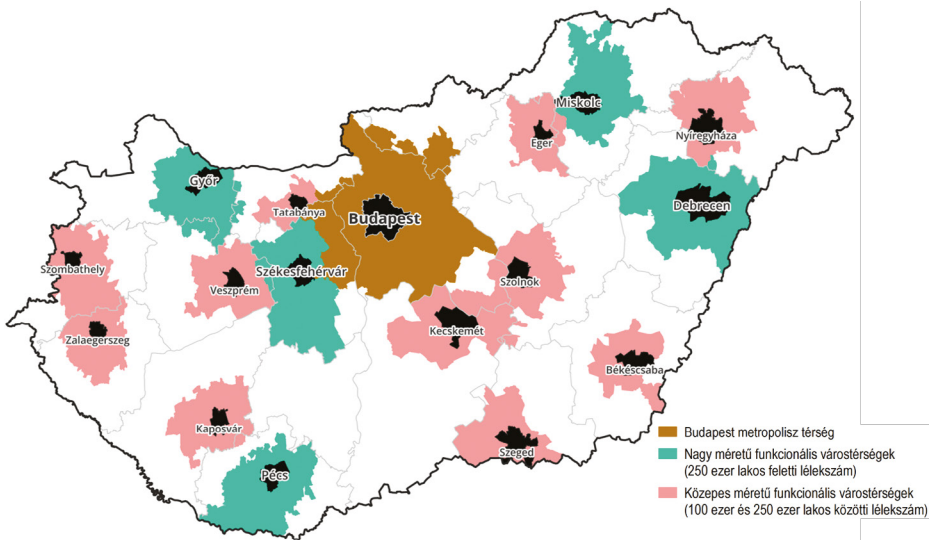 Miskolc
Nyíregyháza
Eger
Győr
Debrecen
Tatabánya
Budapest
Szombathely
Székesfehérvár
Veszprém
Szolnok
Kecskemét
Zalaegerszeg
Békéscsaba
Kaposvár
Szeged
Pécs
Budapest metropolisz térség
Nagy méretű funkcionális várostérségek
(250 ezer lakos feletti lélekszám)
Közepes méretű funkcionális várostérségek
(100 ezer és 250 ezer lakos közötti lélekszám)